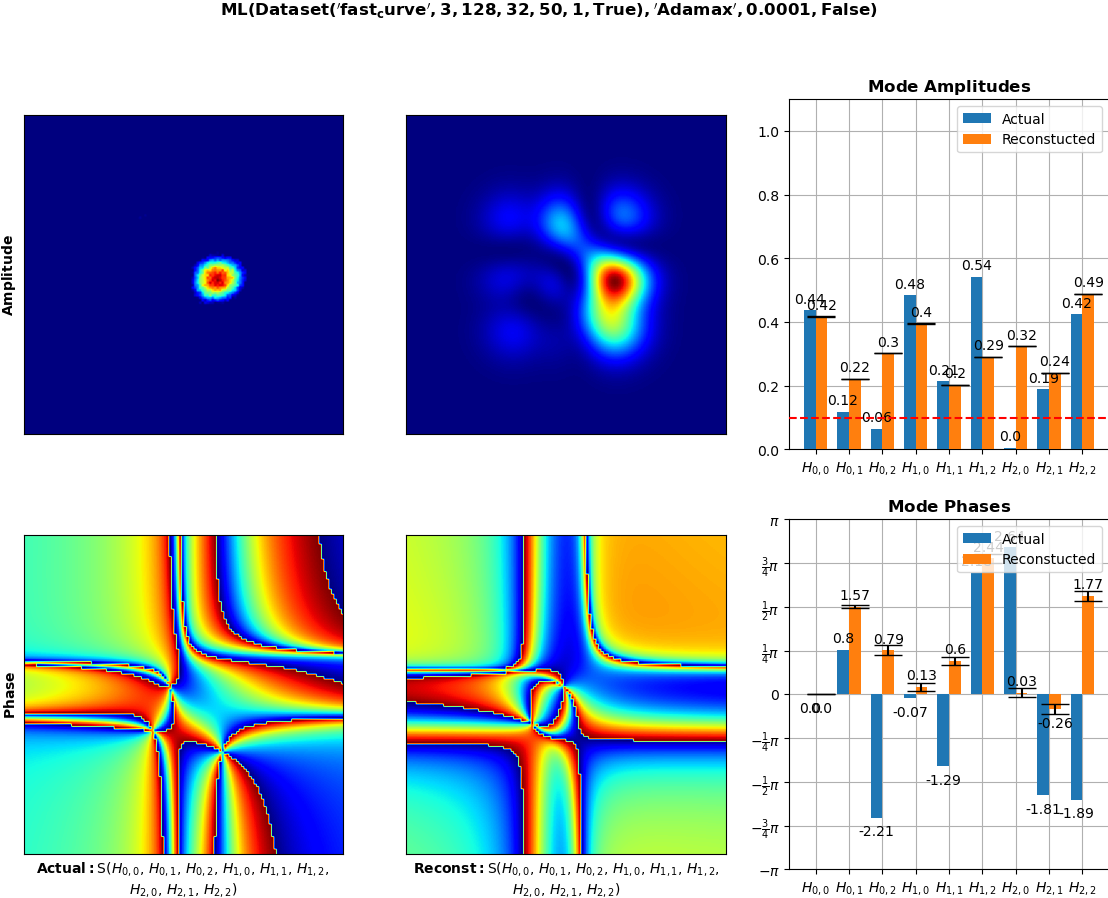 ML(Dataset('fast_curve', 3, 128, 32, 50, 1, True), 'Adamax', 0.0001, False)
Amplitude
Mode Amplitudes
Actual
Reconstucted
1.0
0.8
0.6
0.4
0.2
0.0
0.44
0.42
0.12
0.22
0.06
0.3
0.48
0.4
0.21
0.2
0.54
0.29
0.0
0.32
0.19
0.24
0.42
0.49
H0,0 H0,1 H0,2 H1,0 H1,1 H1,2 H2,0 H2,1 H2,2
Phase
Mode Phases
Actual
Reconstucted
π
3/4π
1/2π
1/4π
0
−1/4π
−1/2π
−3/4π
−π
0.0
0.0
0.8
1.57
-2.21
0.79
-0.07
0.13
-1.29
0.6
2.44
0.03
-1.81
-0.26
-1.89
1.77
H0,0 H0,1 H0,2 H1,0 H1,1 H1,2 H2,0 H2,1 H2,2
Actual: S(H0,0, H0,1, H0,2, H1,0, H1,1, H1,2,
H2,0, H2,1, H2,2)
Reconst: S(H0,0, H0,1, H0,2, H1,0, H1,1, H1,2,
H2,0, H2,1, H2,2)